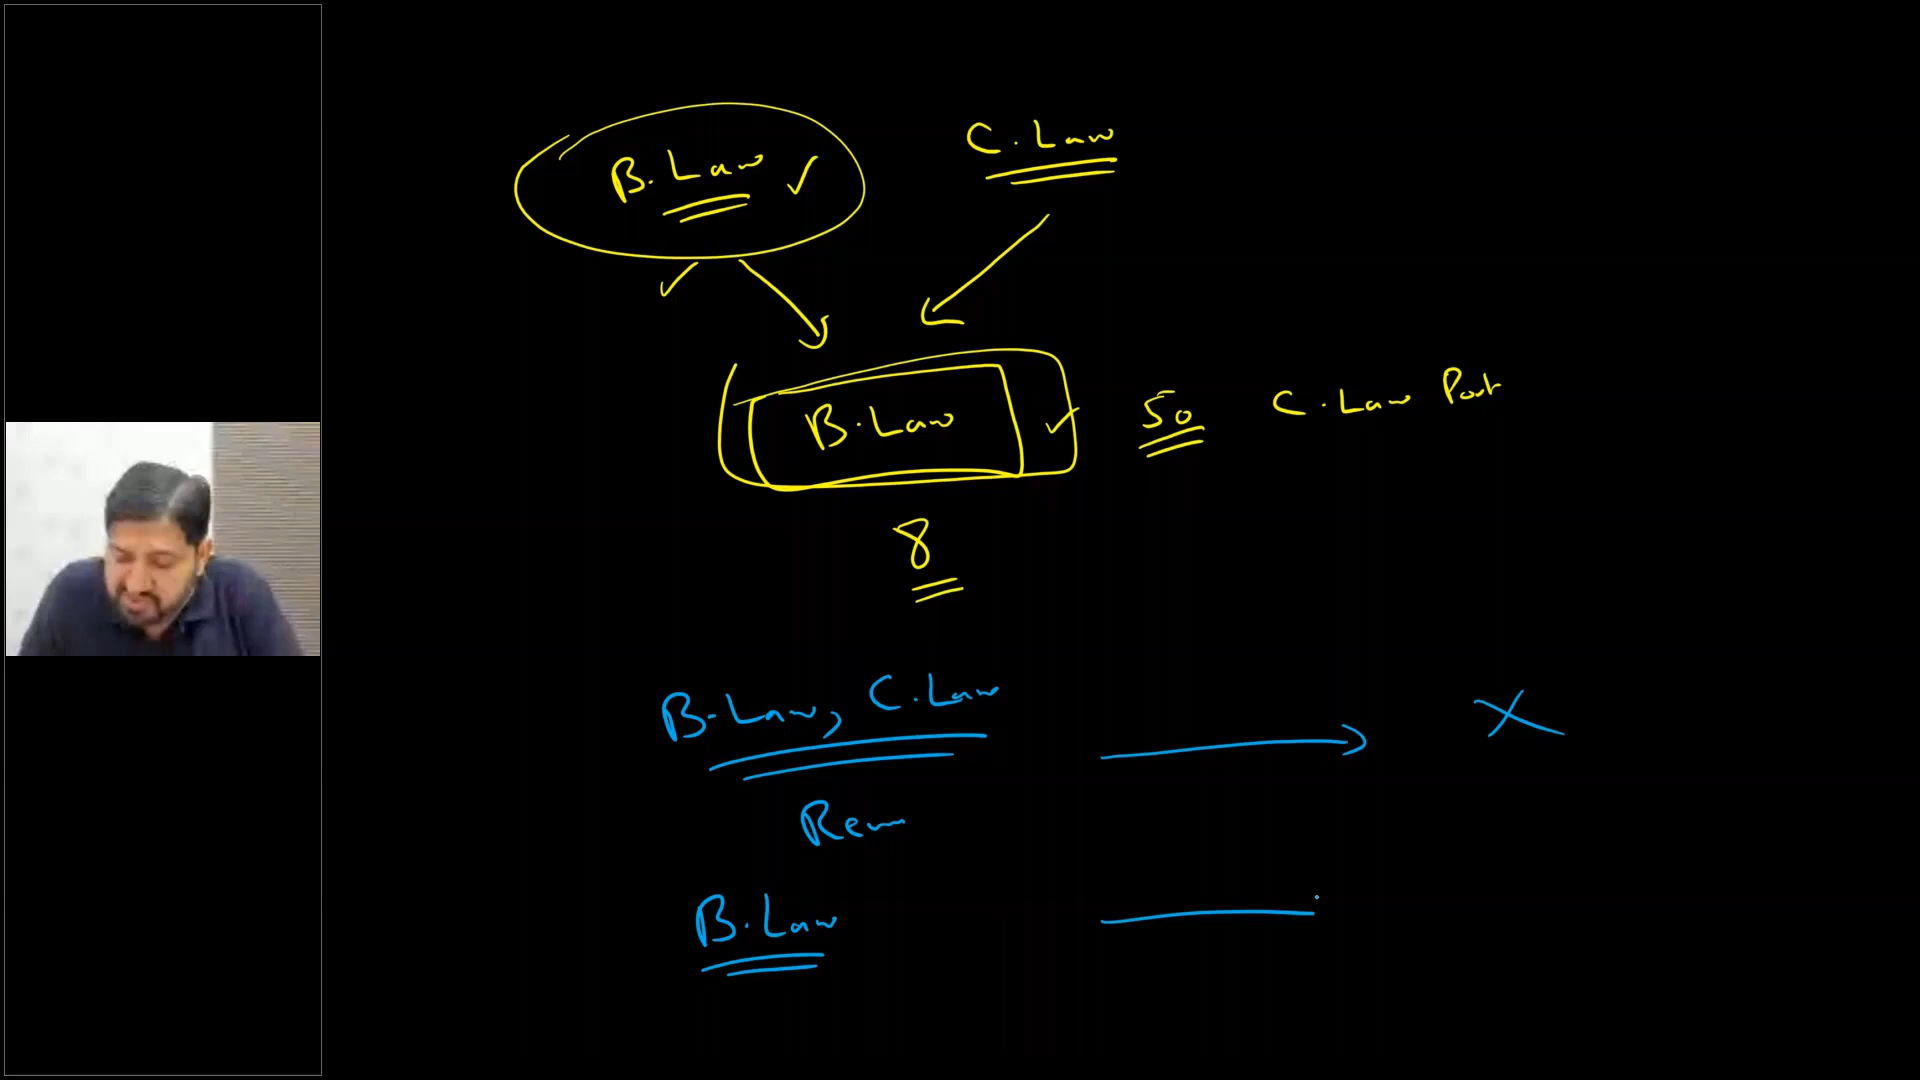 B.Law ✓ C.Law
B.Law ✓ 50 C.Law Part
8
B.Law, C.Law X
Rem
B.Law